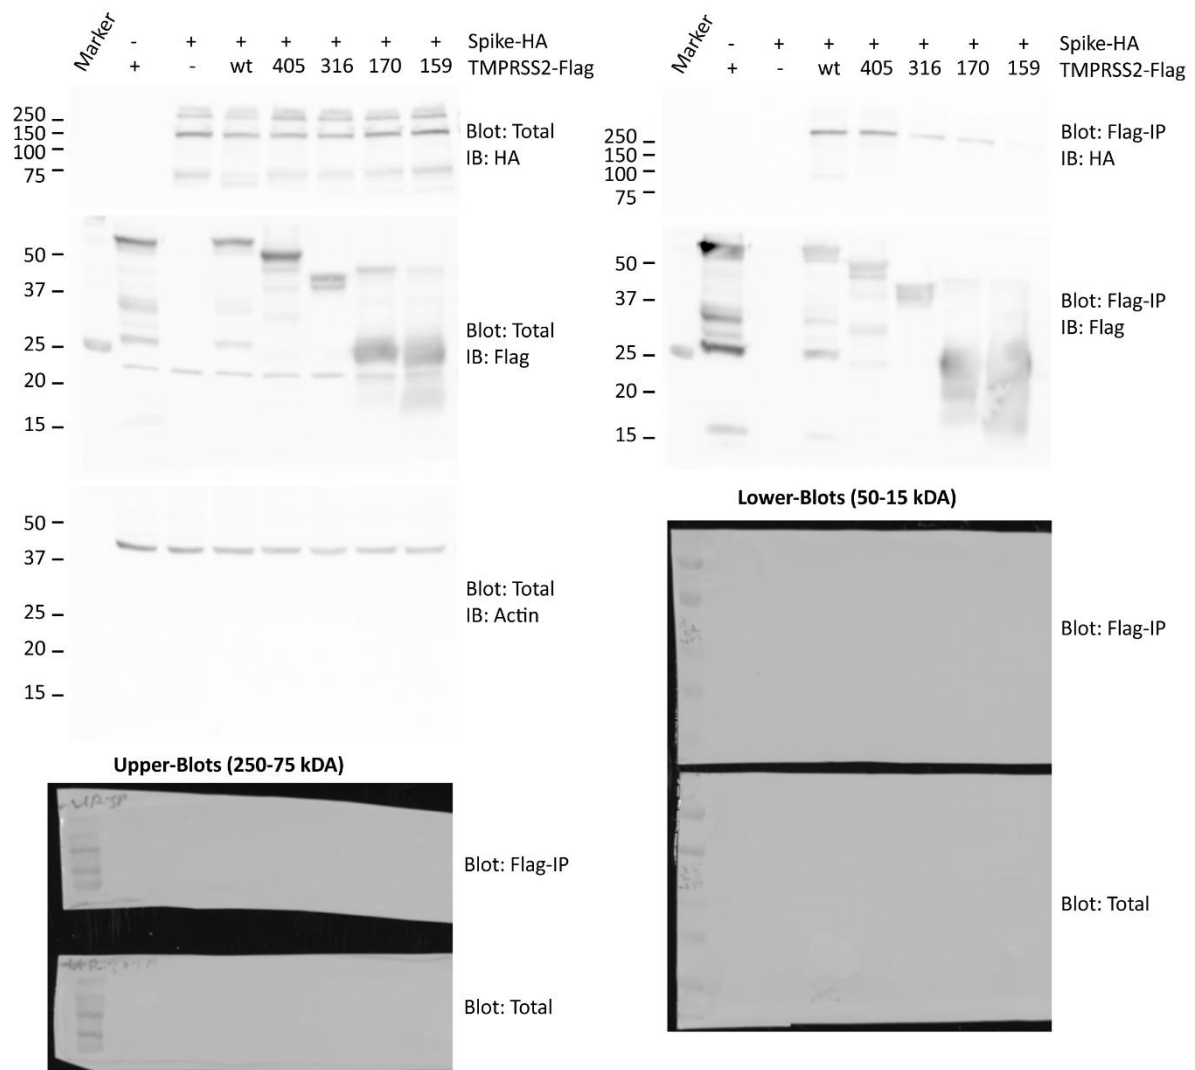 Marker - + + + + + + Spike-HA
+ - wt 405 316 170 159 TMPRSS2-Flag
250
150
100
75
Blot: Total
IB: HA
50
37
25
20
15
Blot: Total
IB: Flag
50
37
25
20
15
Blot: Total
IB: Actin
Upper-Blots (250-75 kDA)
Blot: Flag-IP
Blot: Total
Marker - + + + + + + Spike-HA
+ - wt 405 316 170 159 TMPRSS2-Flag
250
150
100
75
Blot: Flag-IP
IB: HA
50
37
25
20
15
Blot: Flag-IP
IB: Flag
Lower-Blots (50-15 kDA)
Blot: Flag-IP
Blot: Total